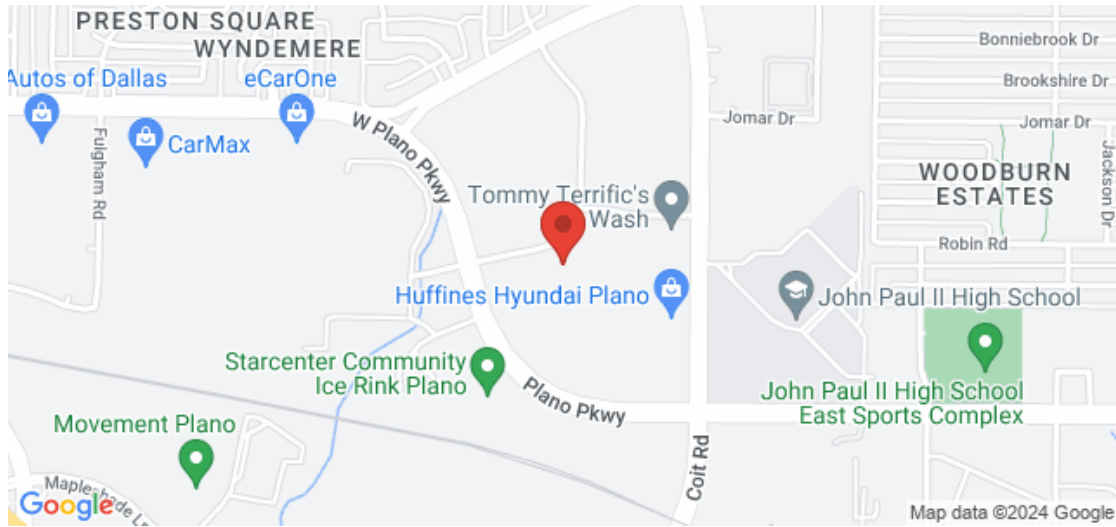 PRESTON SQUARE
WYNDEMERE
Bonniebrook Dr
Autos of Dallas
eCarOne
Brookshire Dr
W Plano Pkwy
Jomar Dr
Jomar Dr
CarMax
Fulgham Rd
Jackson Dr
WOODBURN
ESTATES
Tommy Terrific's
Wash
Robin Rd
Huffines Hyundai Plano
John Paul II High School
Starcenter Community
Ice Rink Plano
Plano Pkwy
John Paul II High School
East Sports Complex
Movement Plano
Coit Rd
Mapleshade L
Google
Map data ©2024 Google